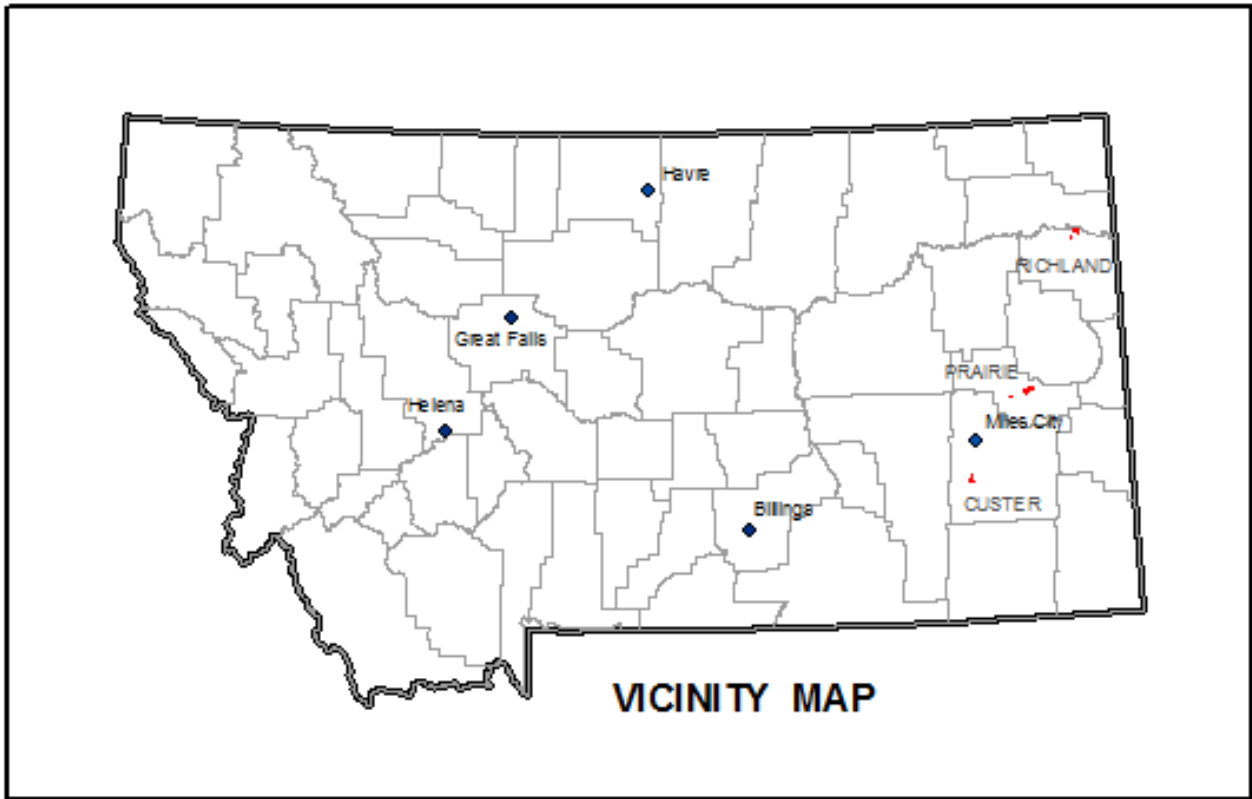 Havre
RICHLAND
Great Falls
PRAIRIE
Helena
Miles City
CUSTER
Billings
VICINITY MAP